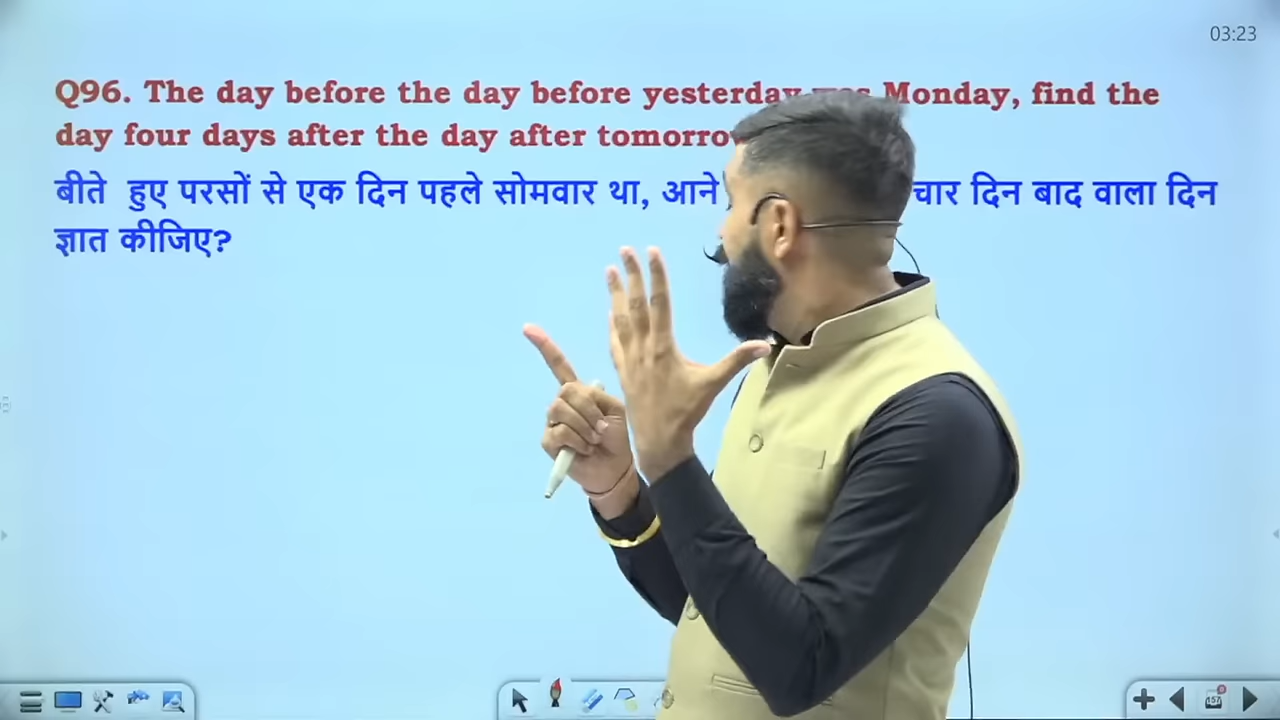 03:23
Q96. The day before the day before yesterday was Monday, find the
day four days after the day after
बीते हुए परसों से एक दिन पहले सोमवार था, आने चार दिन बाद वाला दिन
ज्ञात कीजिए?